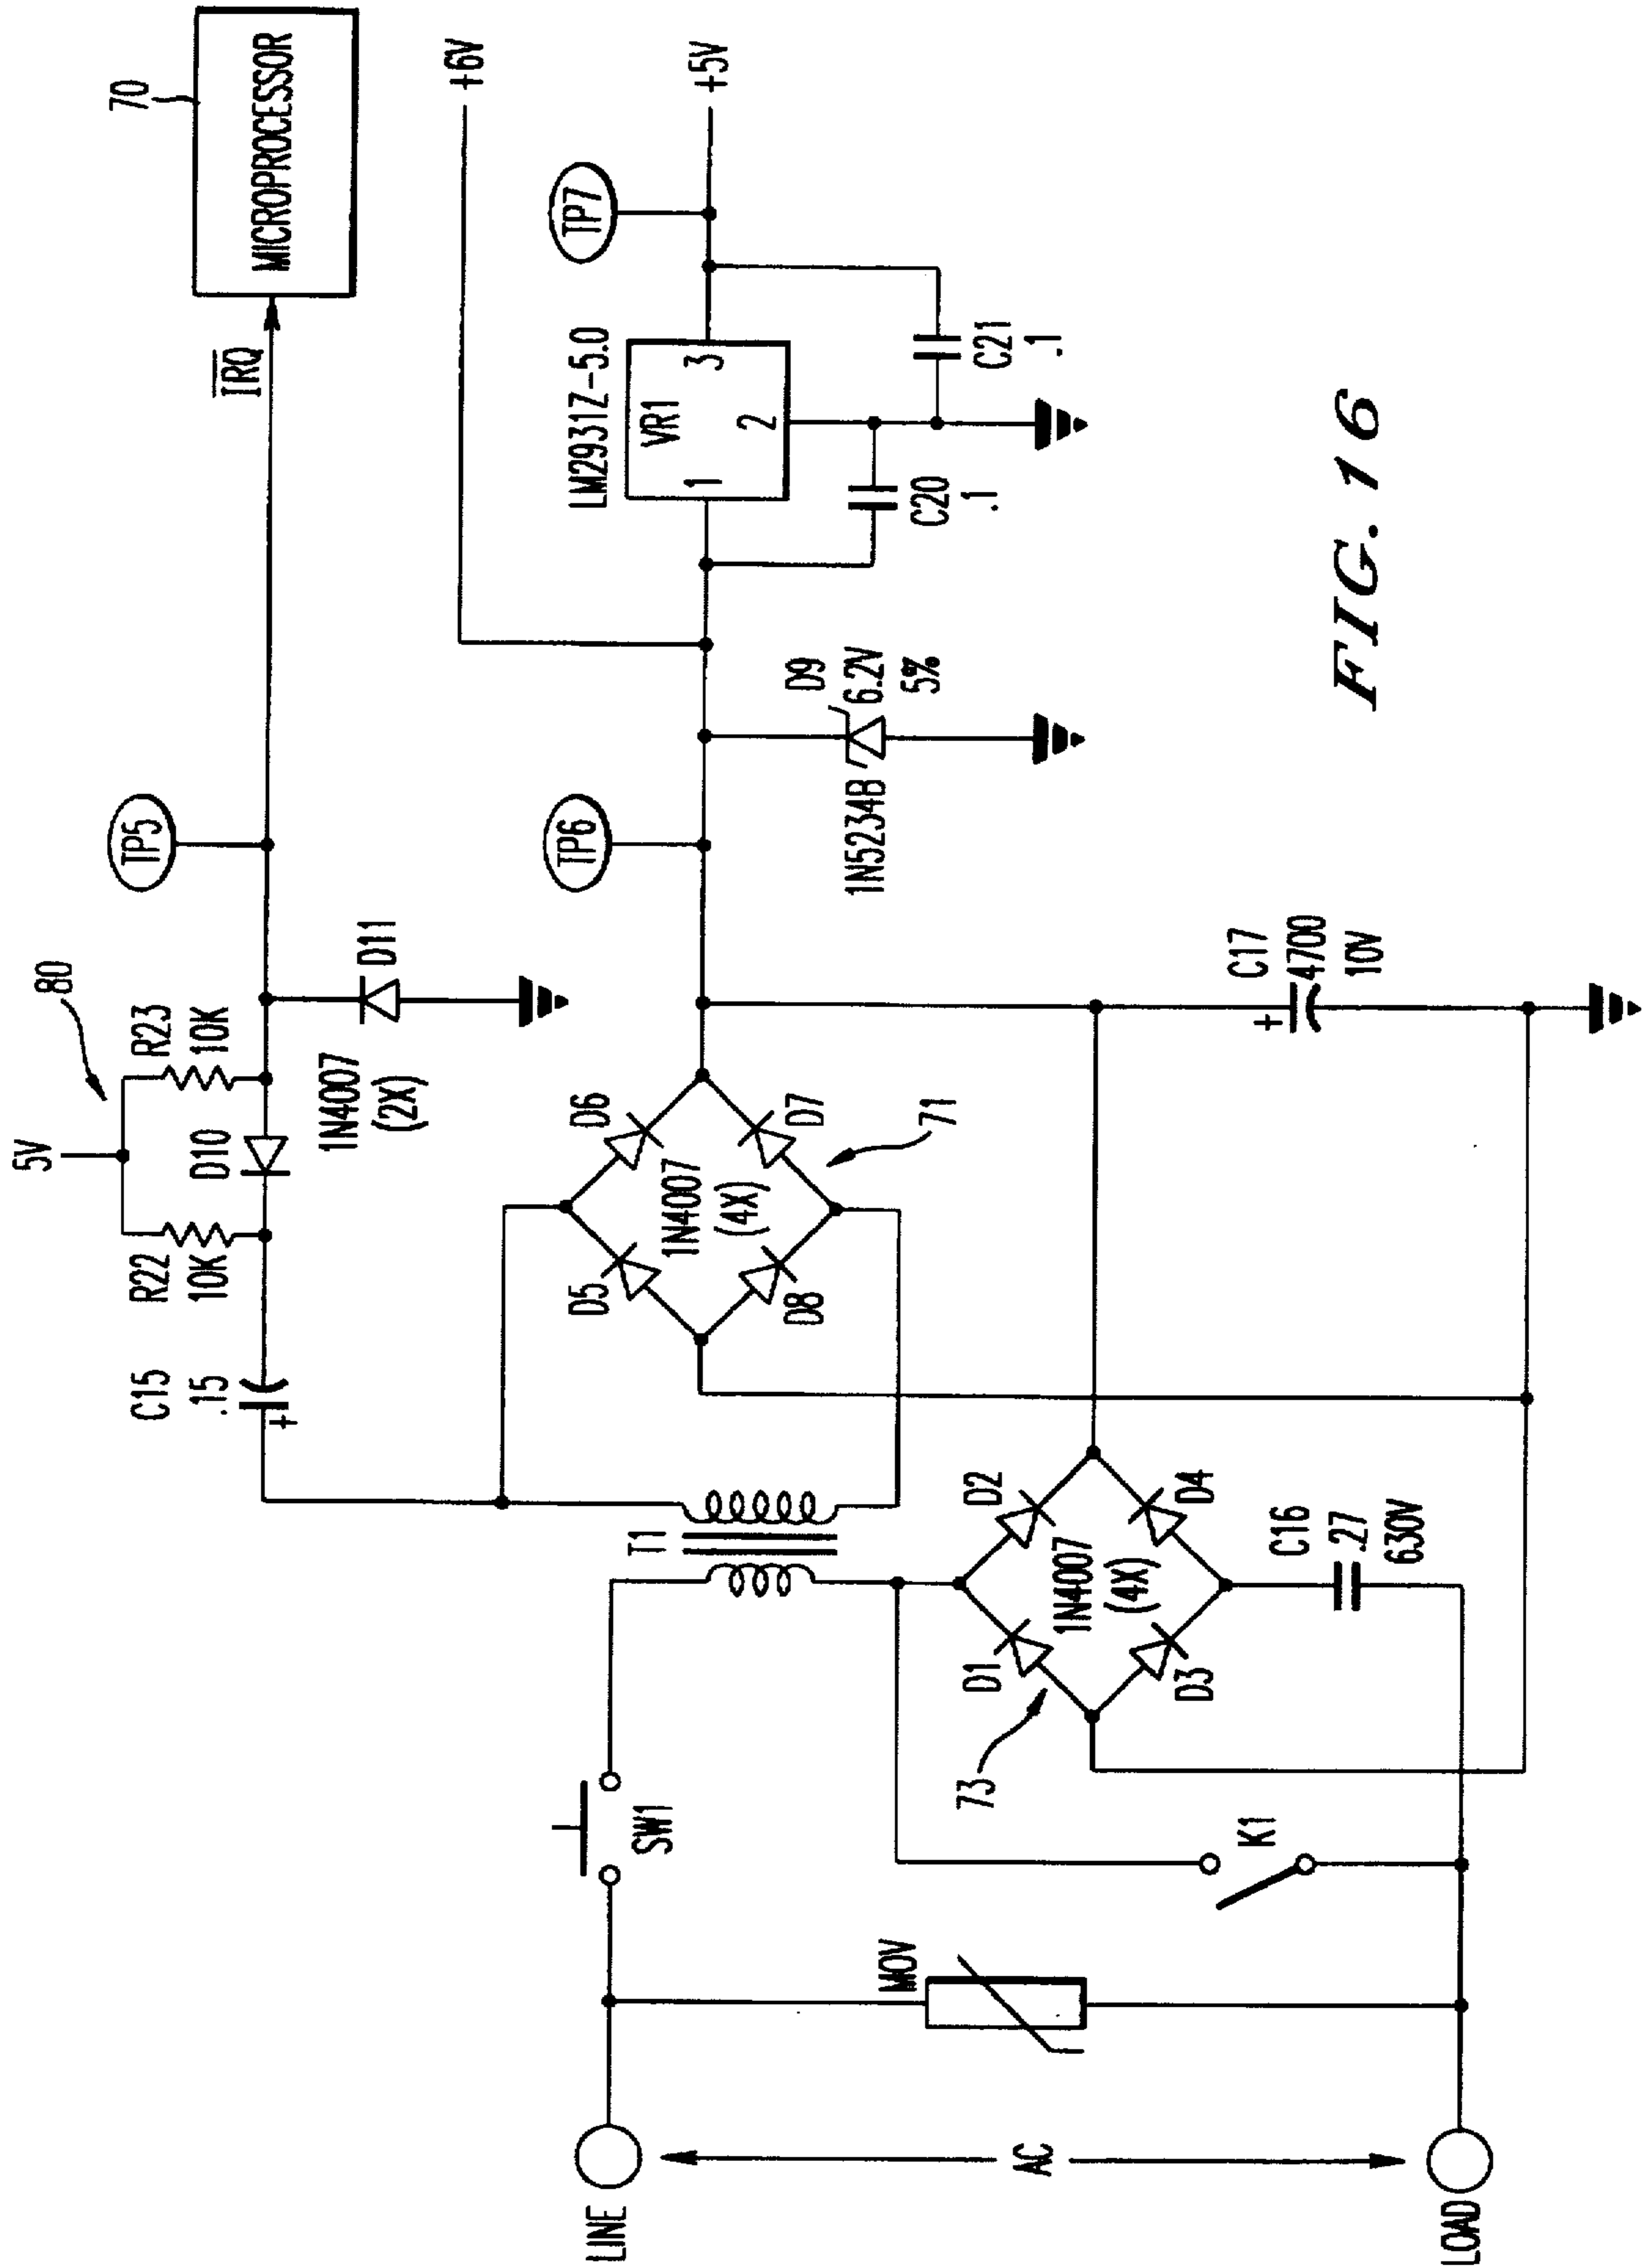 5V
80
R22
10K
R23
10K
C15
.15
+
D10
1N4007
(2X)
D11
TP5
IRQ
70
MICROPROCESSOR
+6V
T1
D5
D6
1N4007
(4X)
D8
D7
71
TP6
D9
6.2V
5%
1N5234B
LM2931Z-5.0
VR1
1
2
3
C20
.1
C21
.1
TP7
+5V
LINE
SW1
MOV
AC
LOAD
K1
73
D1
D2
1N4007
(4X)
D3
D4
C16
.27
630V
C17
+
4700
10V
FIG. 16